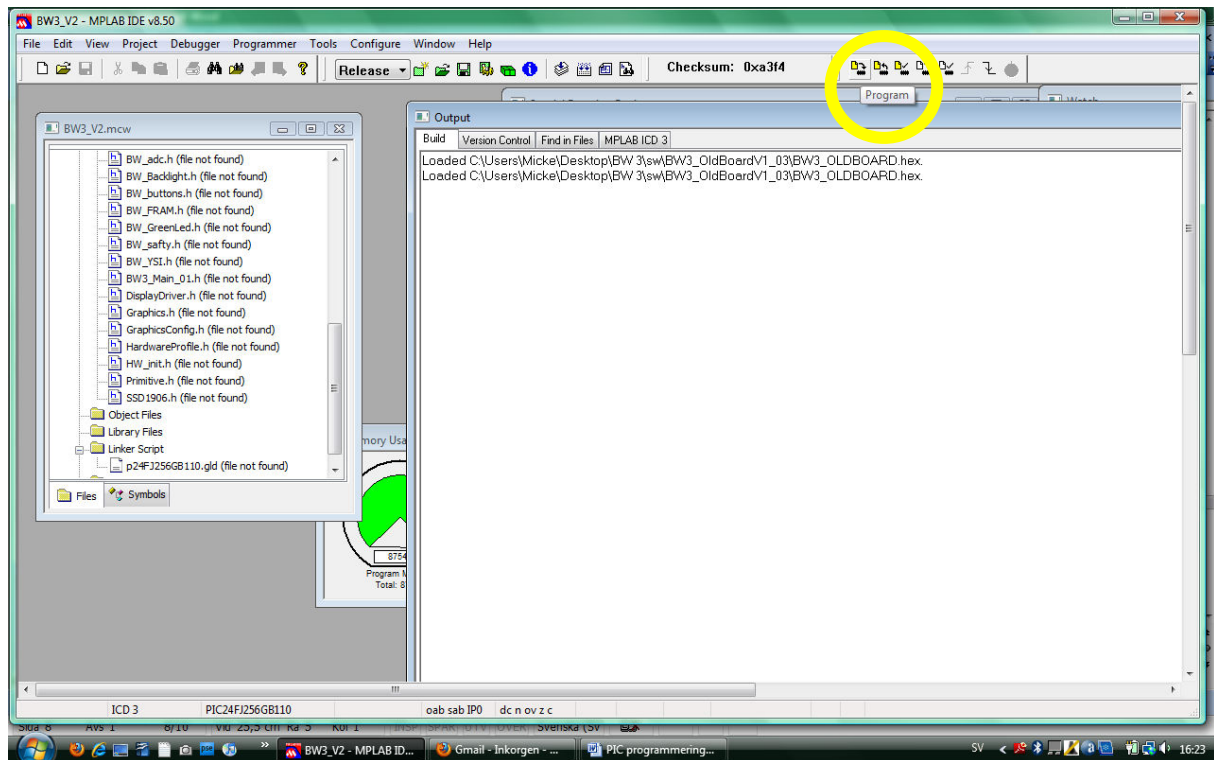 BW3_V2 - MPLAB IDE v8.50
File Edit View Project Debugger Programmer Tools Configure Window Help
Release
Checksum: 0xa3f4
Program
Watch
BW3_V2.mcw
BW_adc.h (file not found)
BW_Backlight.h (file not found)
BW_buttons.h (file not found)
BW_FRAM.h (file not found)
BW_GreenLed.h (file not found)
BW_safty.h (file not found)
BW_YSI.h (file not found)
BW3_Main_01.h (file not found)
DisplayDriver.h (file not found)
Graphics.h (file not found)
GraphicsConfig.h (file not found)
HardwareProfile.h (file not found)
HW_init.h (file not found)
Primitive.h (file not found)
SSD1906.h (file not found)
Object Files
Library Files
Linker Script
p24FJ256GB110.gld (file not found)
Files Symbols
Output
Build Version Control Find in Files MPLAB ICD 3
Loaded C:\Users\Micke\Desktop\BW 3\sw\BW3_OldBoardV1_03\BW3_OLDBOARD.hex.
Loaded C:\Users\Micke\Desktop\BW 3\sw\BW3_OldBoardV1_03\BW3_OLDBOARD.hex.
mory Usa
8754
Program M
Total: 8
ICD 3 PIC24FJ256GB110 oab sab IP0 dc n ov z c
BW3_V2 - MPLAB ID... Gmail - Inkorgen - ... PIC programmering... SV 16:23